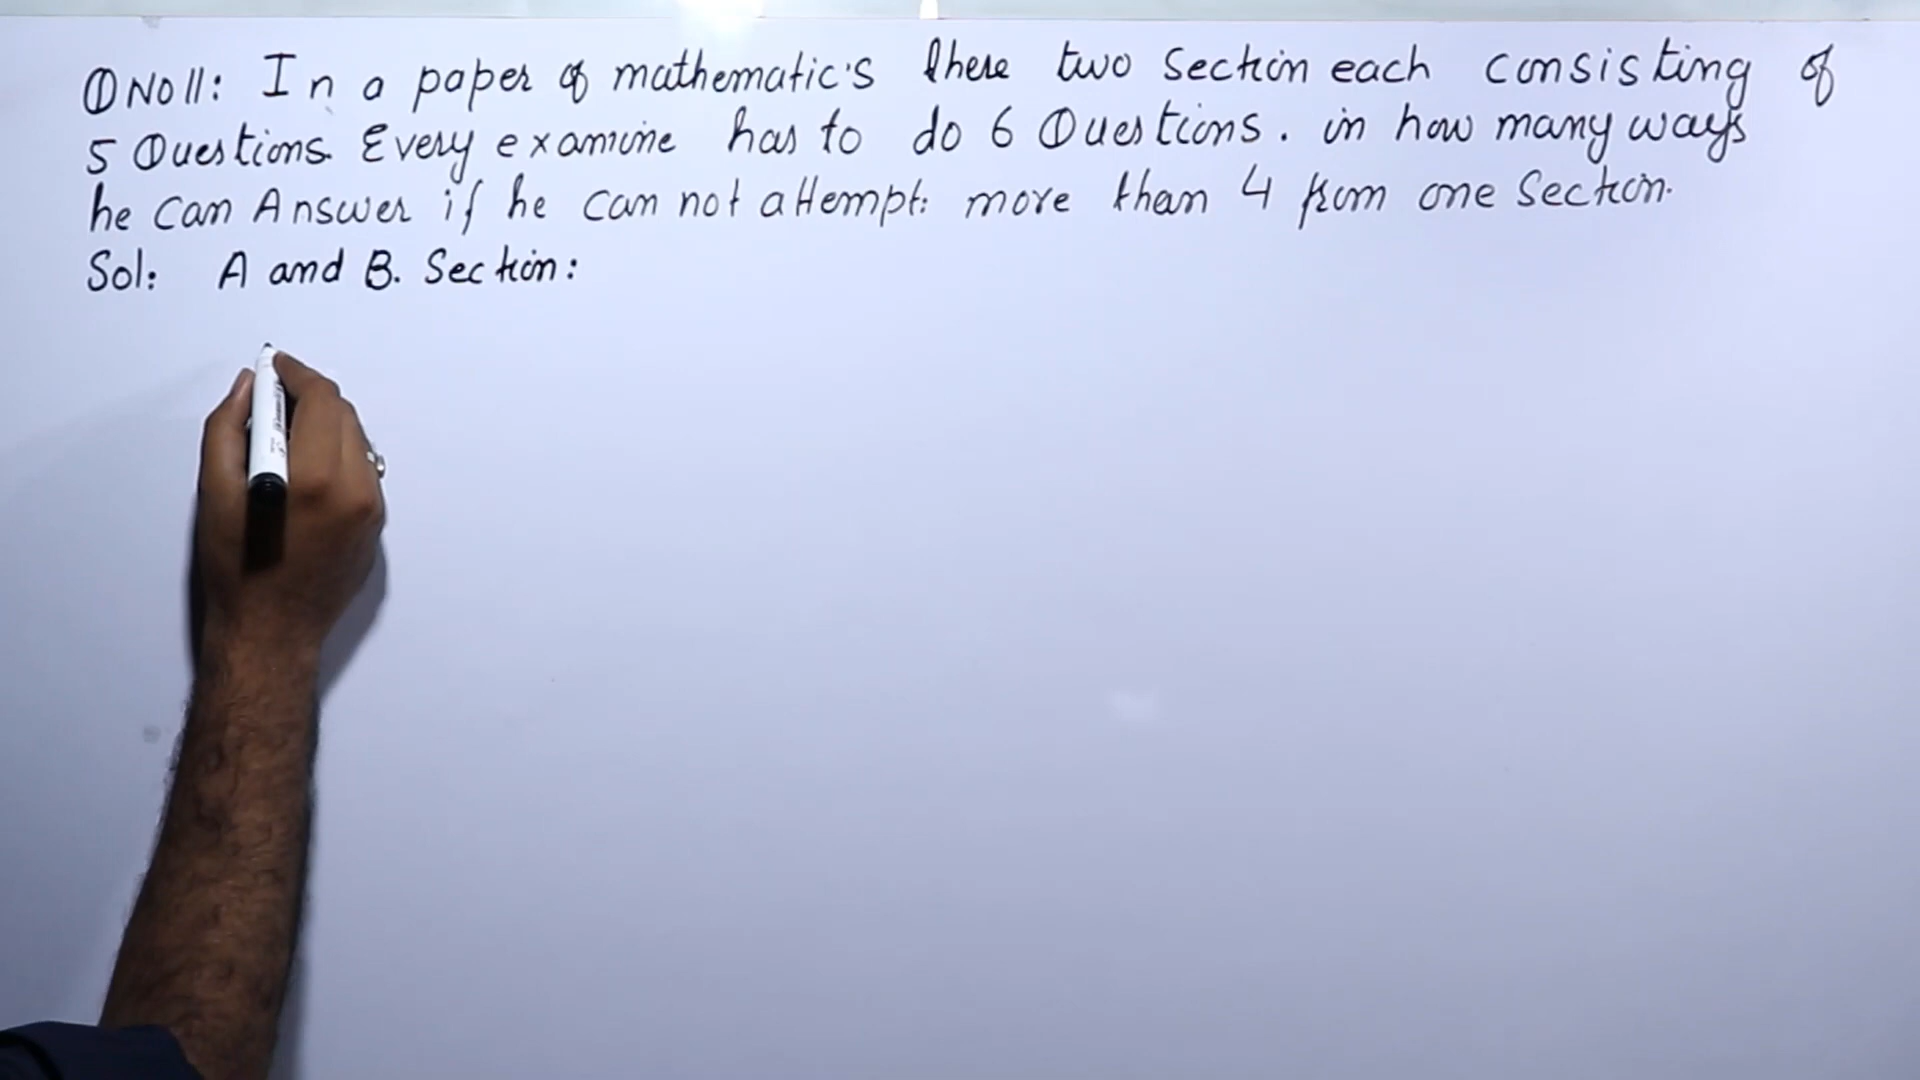 QNO11: In a paper of mathematic's there two Section each consisting of
5 Questions. Every examine has to do 6 Questions. in how many ways
he can Answer if he can not attempt: more than 4 from one Section.
Sol: A and B. Section: